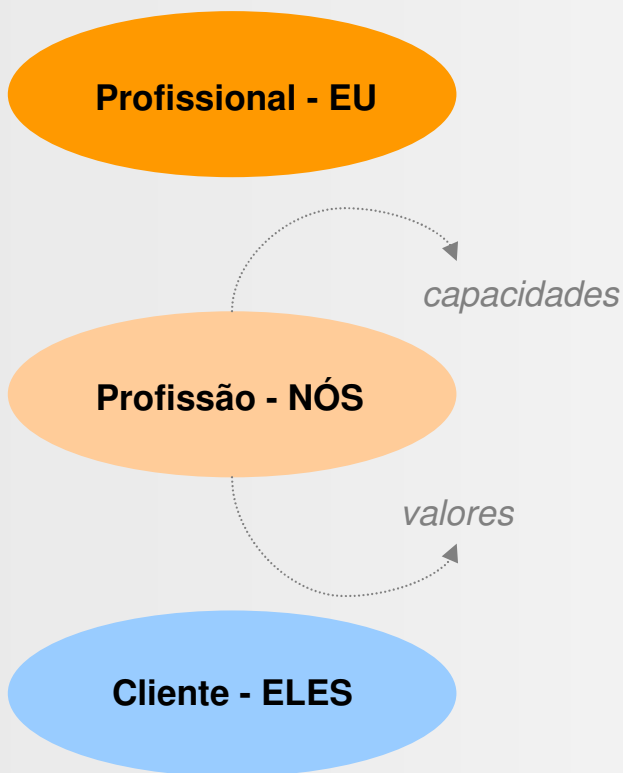 Profissional - EU
capacidades
Profissão - NÓS
valores
Cliente - ELES